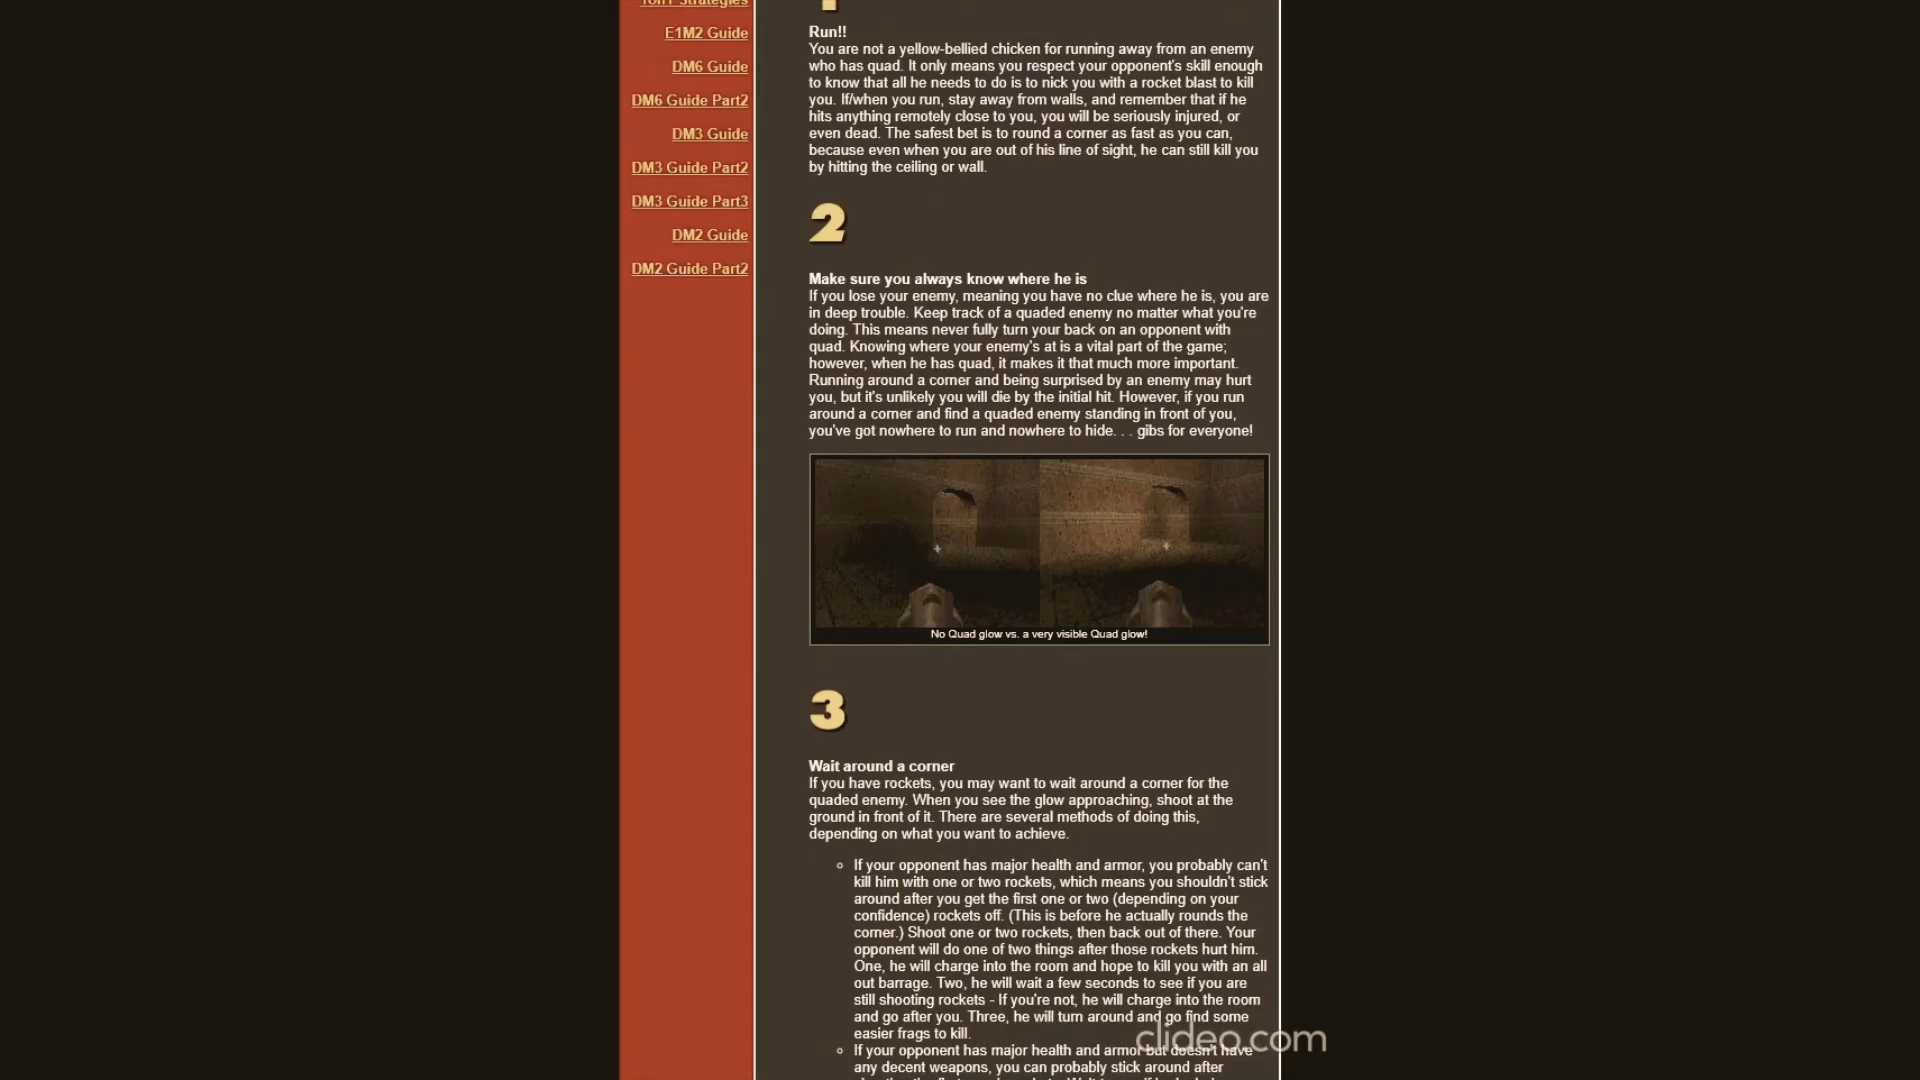 E1M2 Guide
DM6 Guide
DM6 Guide Part2
DM3 Guide
DM3 Guide Part2
DM3 Guide Part3
DM2 Guide
DM2 Guide Part2
Run!!
You are not a yellow-bellied chicken for running away from an enemy
who has quad. It only means you respect your opponent's skill enough
to know that all he needs to do is to nick you with a rocket blast to kill
you. If/when you run, stay away from walls, and remember that if he
hits anything remotely close to you, you will be seriously injured, or
even dead. The safest bet is to round a corner as fast as you can,
because even when you are out of his line of sight, he can still kill you
by hitting the ceiling or wall.
2
Make sure you always know where he is
If you lose your enemy, meaning you have no clue where he is, you are
in deep trouble. Keep track of a quaded enemy no matter what you're
doing. This means never fully turn your back on an opponent with
quad. Knowing where your enemy's at is a vital part of the game;
however, when he has quad, it makes it that much more important.
Running around a corner and being surprised by an enemy may hurt
you, but it's unlikely you will die by the initial hit. However, if you run
around a corner and find a quaded enemy standing in front of you,
you've got nowhere to run and nowhere to hide. . . gibs for everyone!
No Quad glow vs. a very visible Quad glow!
3
Wait around a corner
If you have rockets, you may want to wait around a corner for the
quaded enemy. When you see the glow approaching, shoot at the
ground in front of it. There are several methods of doing this,
depending on what you want to achieve.
If your opponent has major health and armor, you probably can't
kill him with one or two rockets, which means you shouldn't stick
around after you get the first one or two (depending on your
confidence) rockets off. (This is before he actually rounds the
corner.) Shoot one or two rockets, then back out of there. Your
opponent will do one of two things after those rockets hurt him.
One, he will charge into the room and hope to kill you with an all
out barrage. Two, he will wait a few seconds to see if you are
still shooting rockets - If you're not, he will charge into the room
and go after you. Three, he will turn around and go find some
easier frags to kill.
clideo.com
If your opponent has major health and armor but doesn't have
any decent weapons, you can probably stick around after